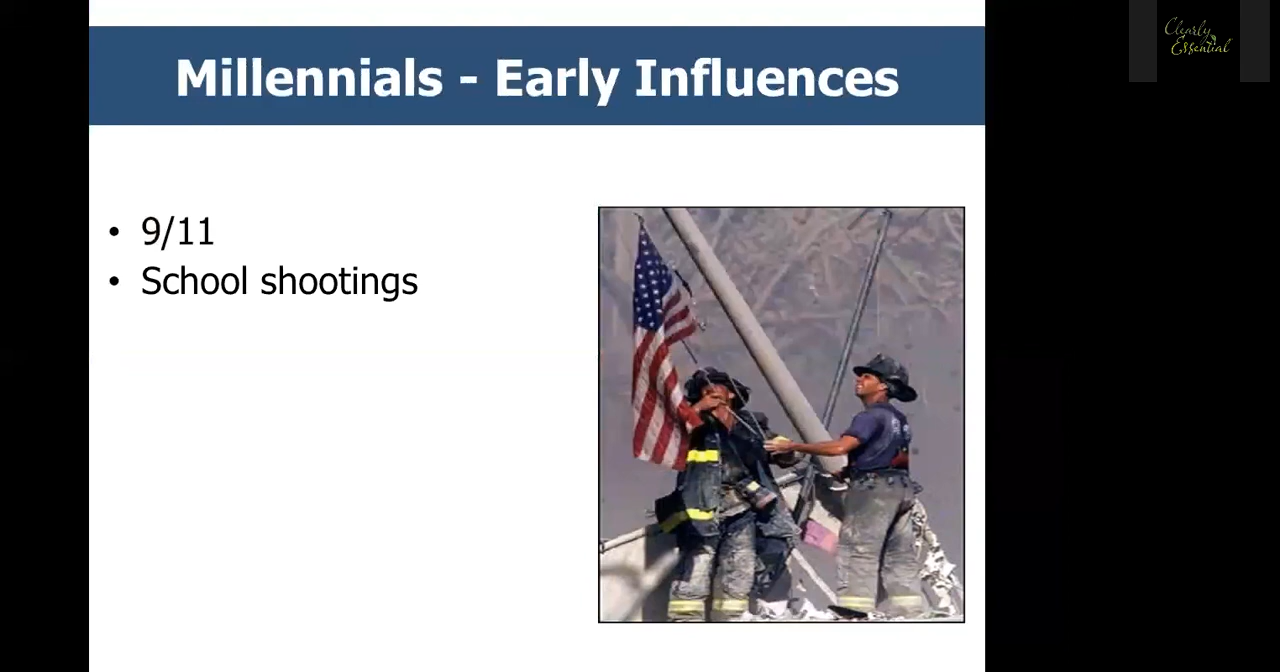 Clearly
Essential
Millennials - Early Influences
• 9/11
• School shootings